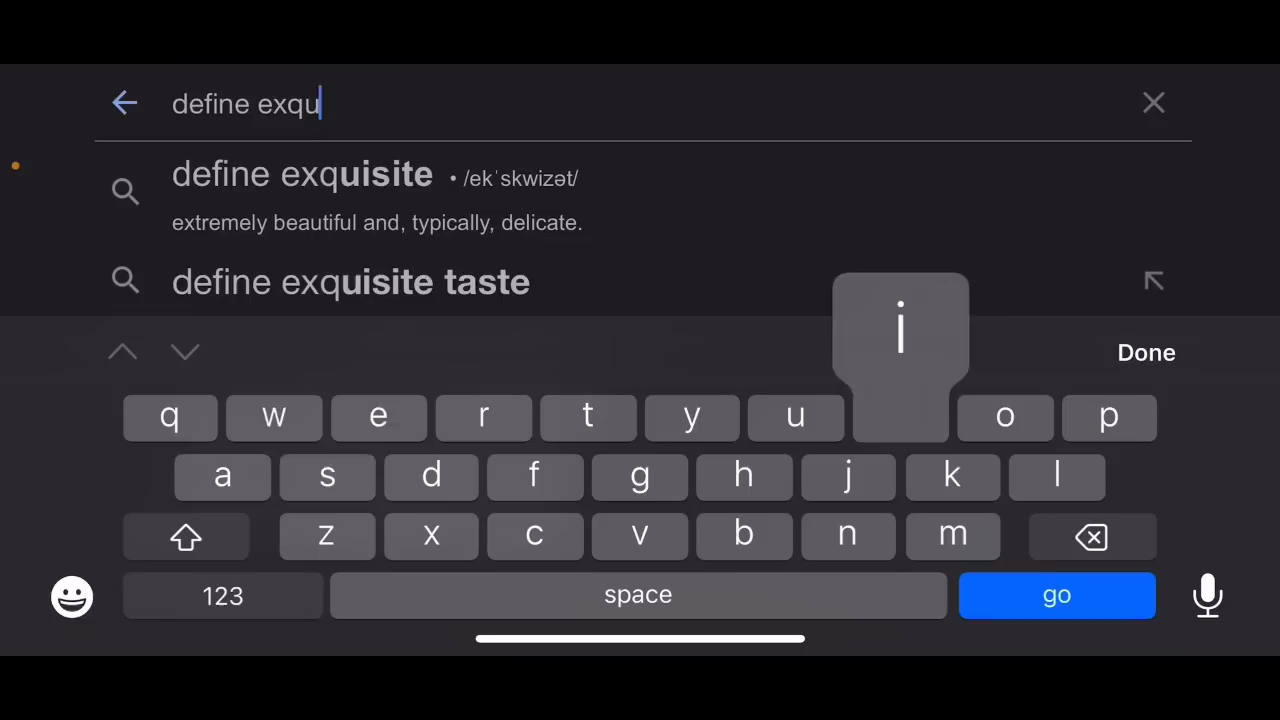 define exqu
define exquisite • /ekˈskwizət/
extremely beautiful and, typically, delicate.
define exquisite taste
i
Done
q w e r t y u o p
a s d f g h j k l
z x c v b n m
123 space go